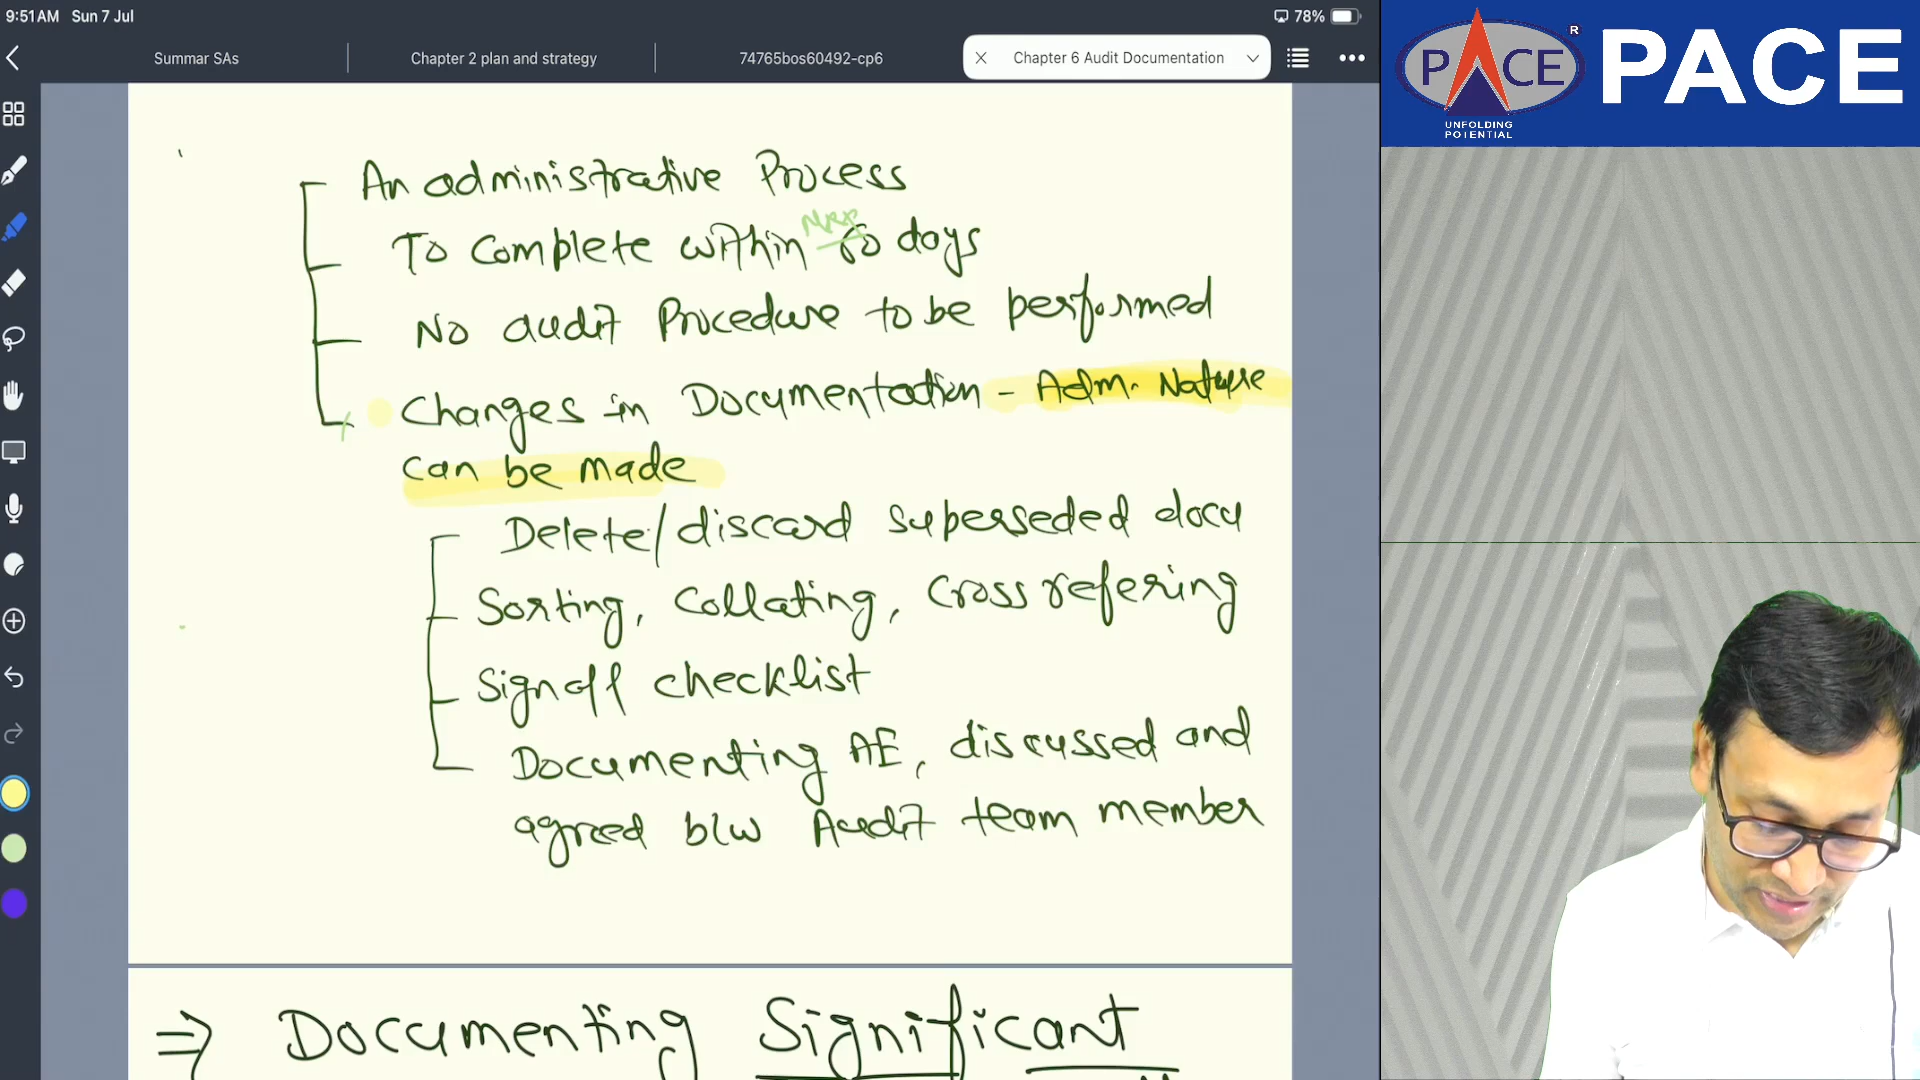 9:51AM Sun 7 Jul
78%
Summar SAs
Chapter 2 plan and strategy
74765bos60492-cp6
Chapter 6 Audit Documentation
PACE
UNFOLDING
POTENTIAL
®
PACE
An administrative Process
To complete within 60 days
No audit Procedure to be performed
Changes in Documentation - Adm. Nature
can be made
Delete/discard superseded docu
Sorting, Collating, Cross refering
Signoff checklist
Documenting AE, discussed and
agreed b/w Audit team member
⇒ Documenting Significant